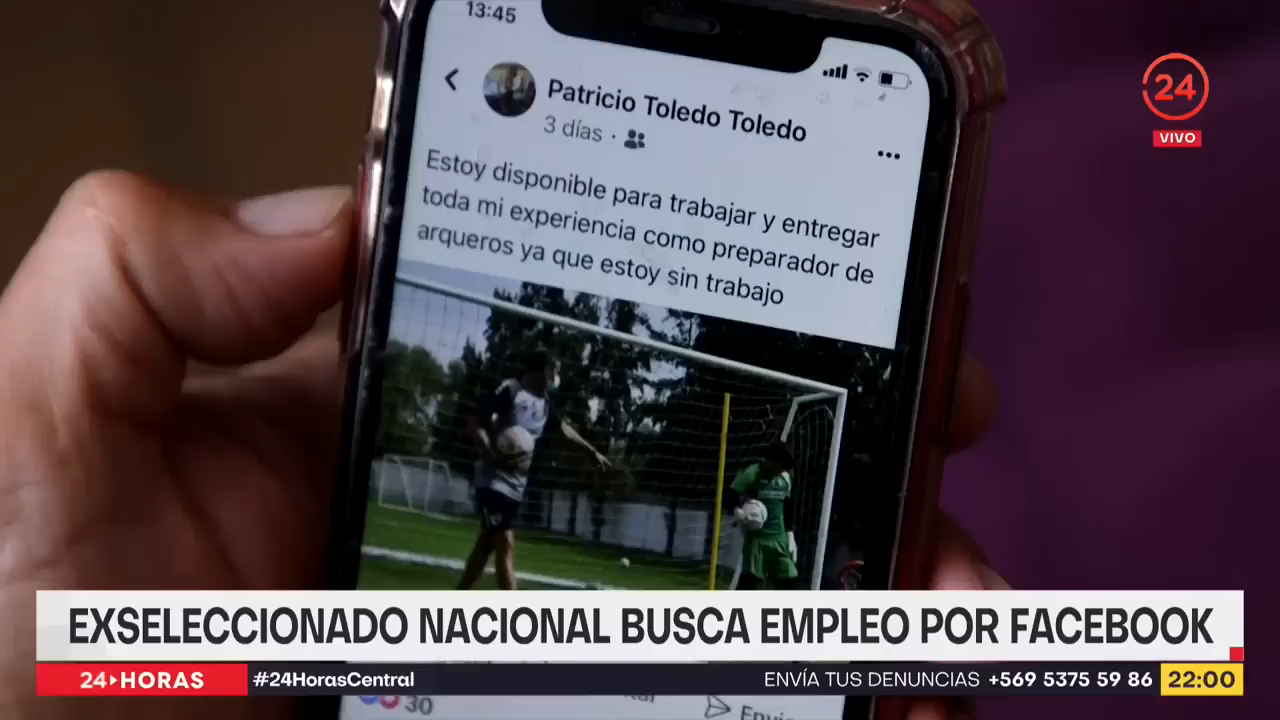 13:45
Patricio Toledo Toledo
3 días ·
Estoy disponible para trabajar y entregar
toda mi experiencia como preparador de
arqueros ya que estoy sin trabajo
24
VIVO
EXSELECCIONADO NACIONAL BUSCA EMPLEO POR FACEBOOK
24 HORAS
#24HorasCentral
ENVÍA TUS DENUNCIAS +569 5375 59 86
22:00
30